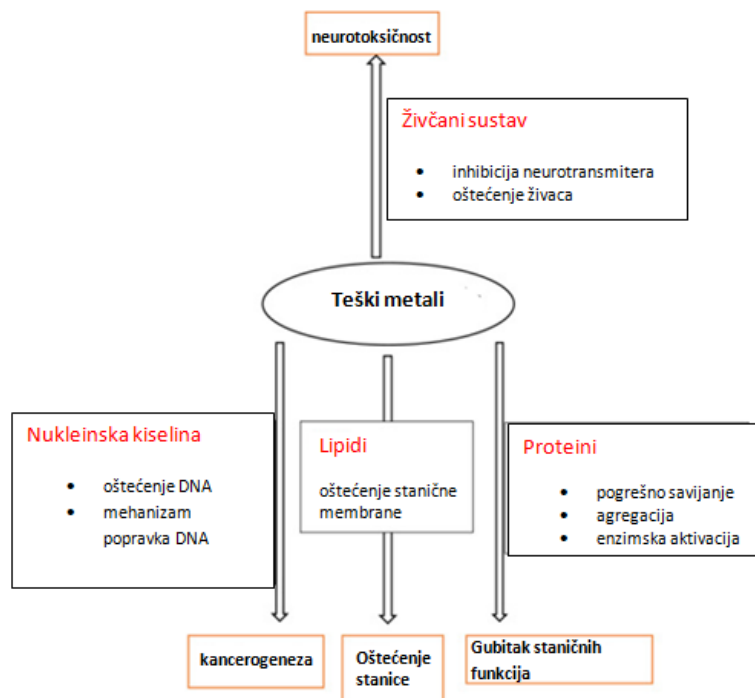 neurotoksičnost
Živčani sustav
• inhibicija neurotransmitera
• oštećenje živaca
Teški metali
Nukleinska kiselina
• oštećenje DNA
• mehanizam
popravka DNA
Lipidi
oštećenje stanične
membrane
Proteini
• pogrešno savijanje
• agregacija
• enzimska aktivacija
kancerogeneza
Oštećenje
stanice
Gubitak staničnih
funkcija